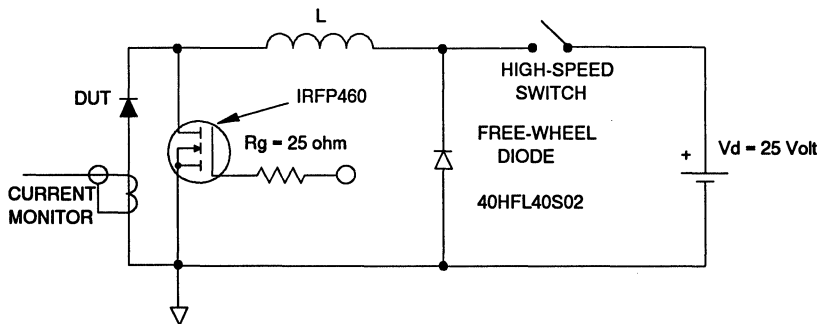 L
HIGH-SPEED
SWITCH
DUT
IRFP460
Rg = 25 ohm
FREE-WHEEL
DIODE
+
Vd = 25 Volt
CURRENT
MONITOR
40HFL40S02